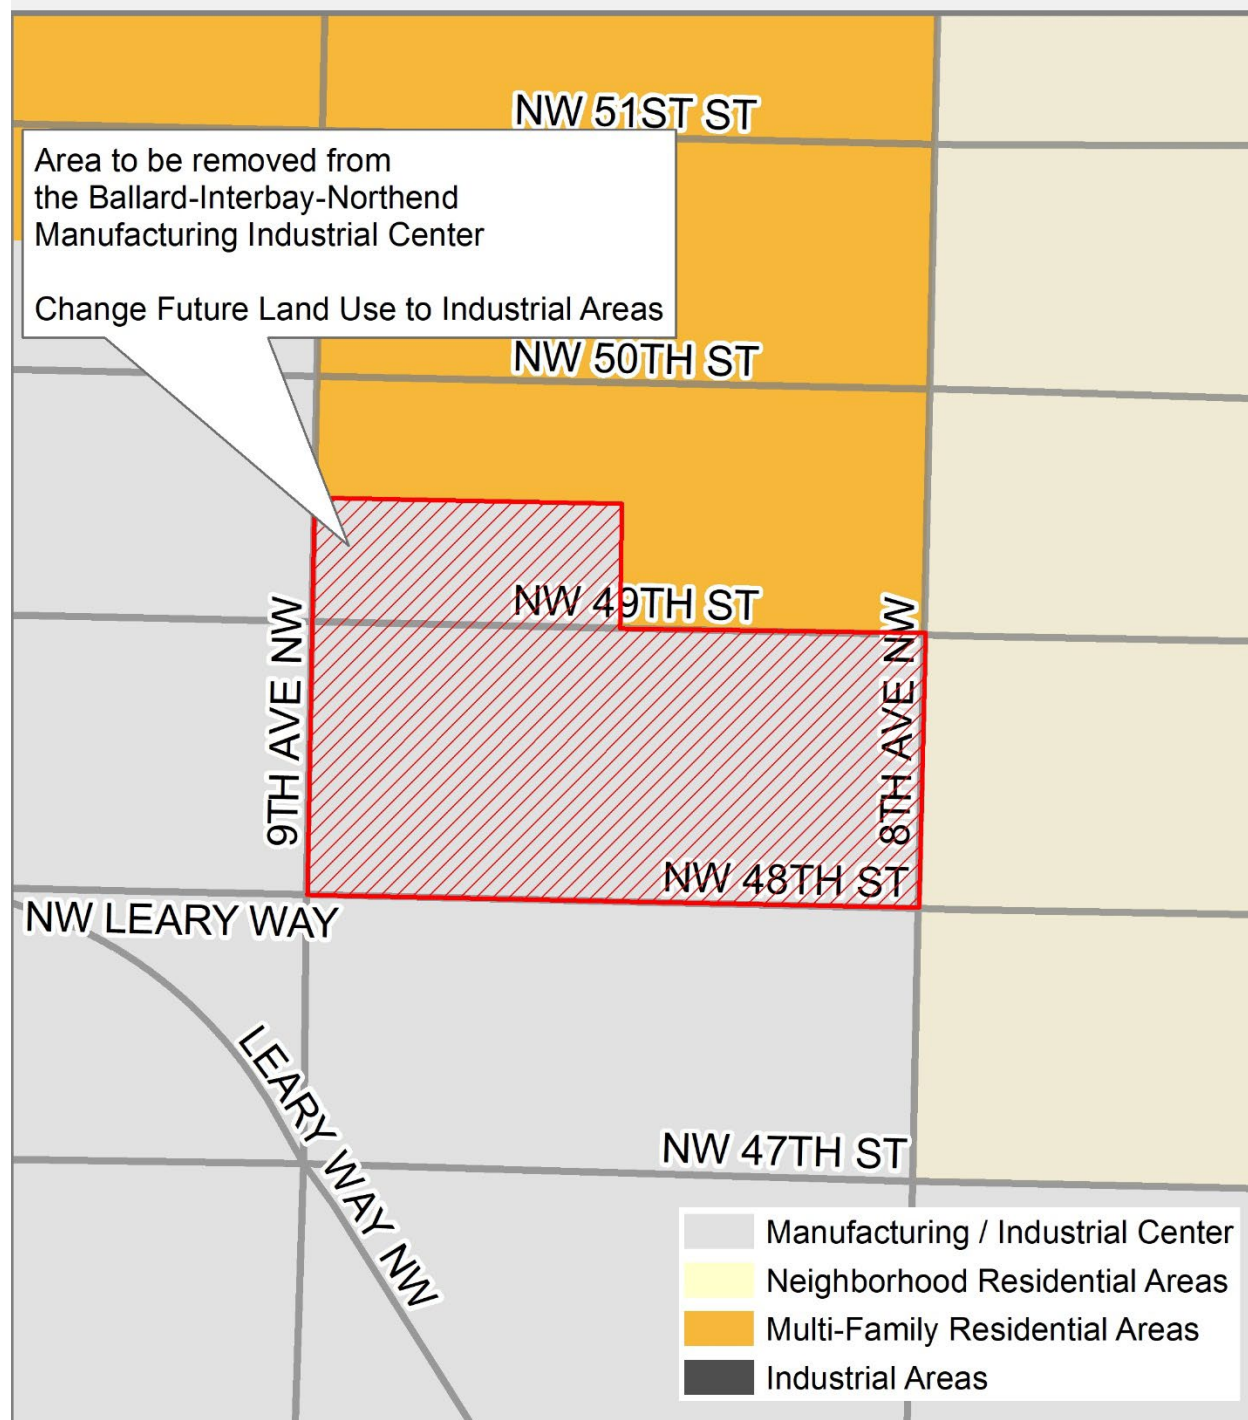 NW 51ST ST
Area to be removed from
the Ballard-Interbay-Northend
Manufacturing Industrial Center
Change Future Land Use to Industrial Areas
NW 50TH ST
NW 49TH ST
9TH AVE NW
8TH AVE NW
NW 48TH ST
NW LEARY WAY
LEARY WAY NW
NW 47TH ST
Manufacturing / Industrial Center
Neighborhood Residential Areas
Multi-Family Residential Areas
Industrial Areas